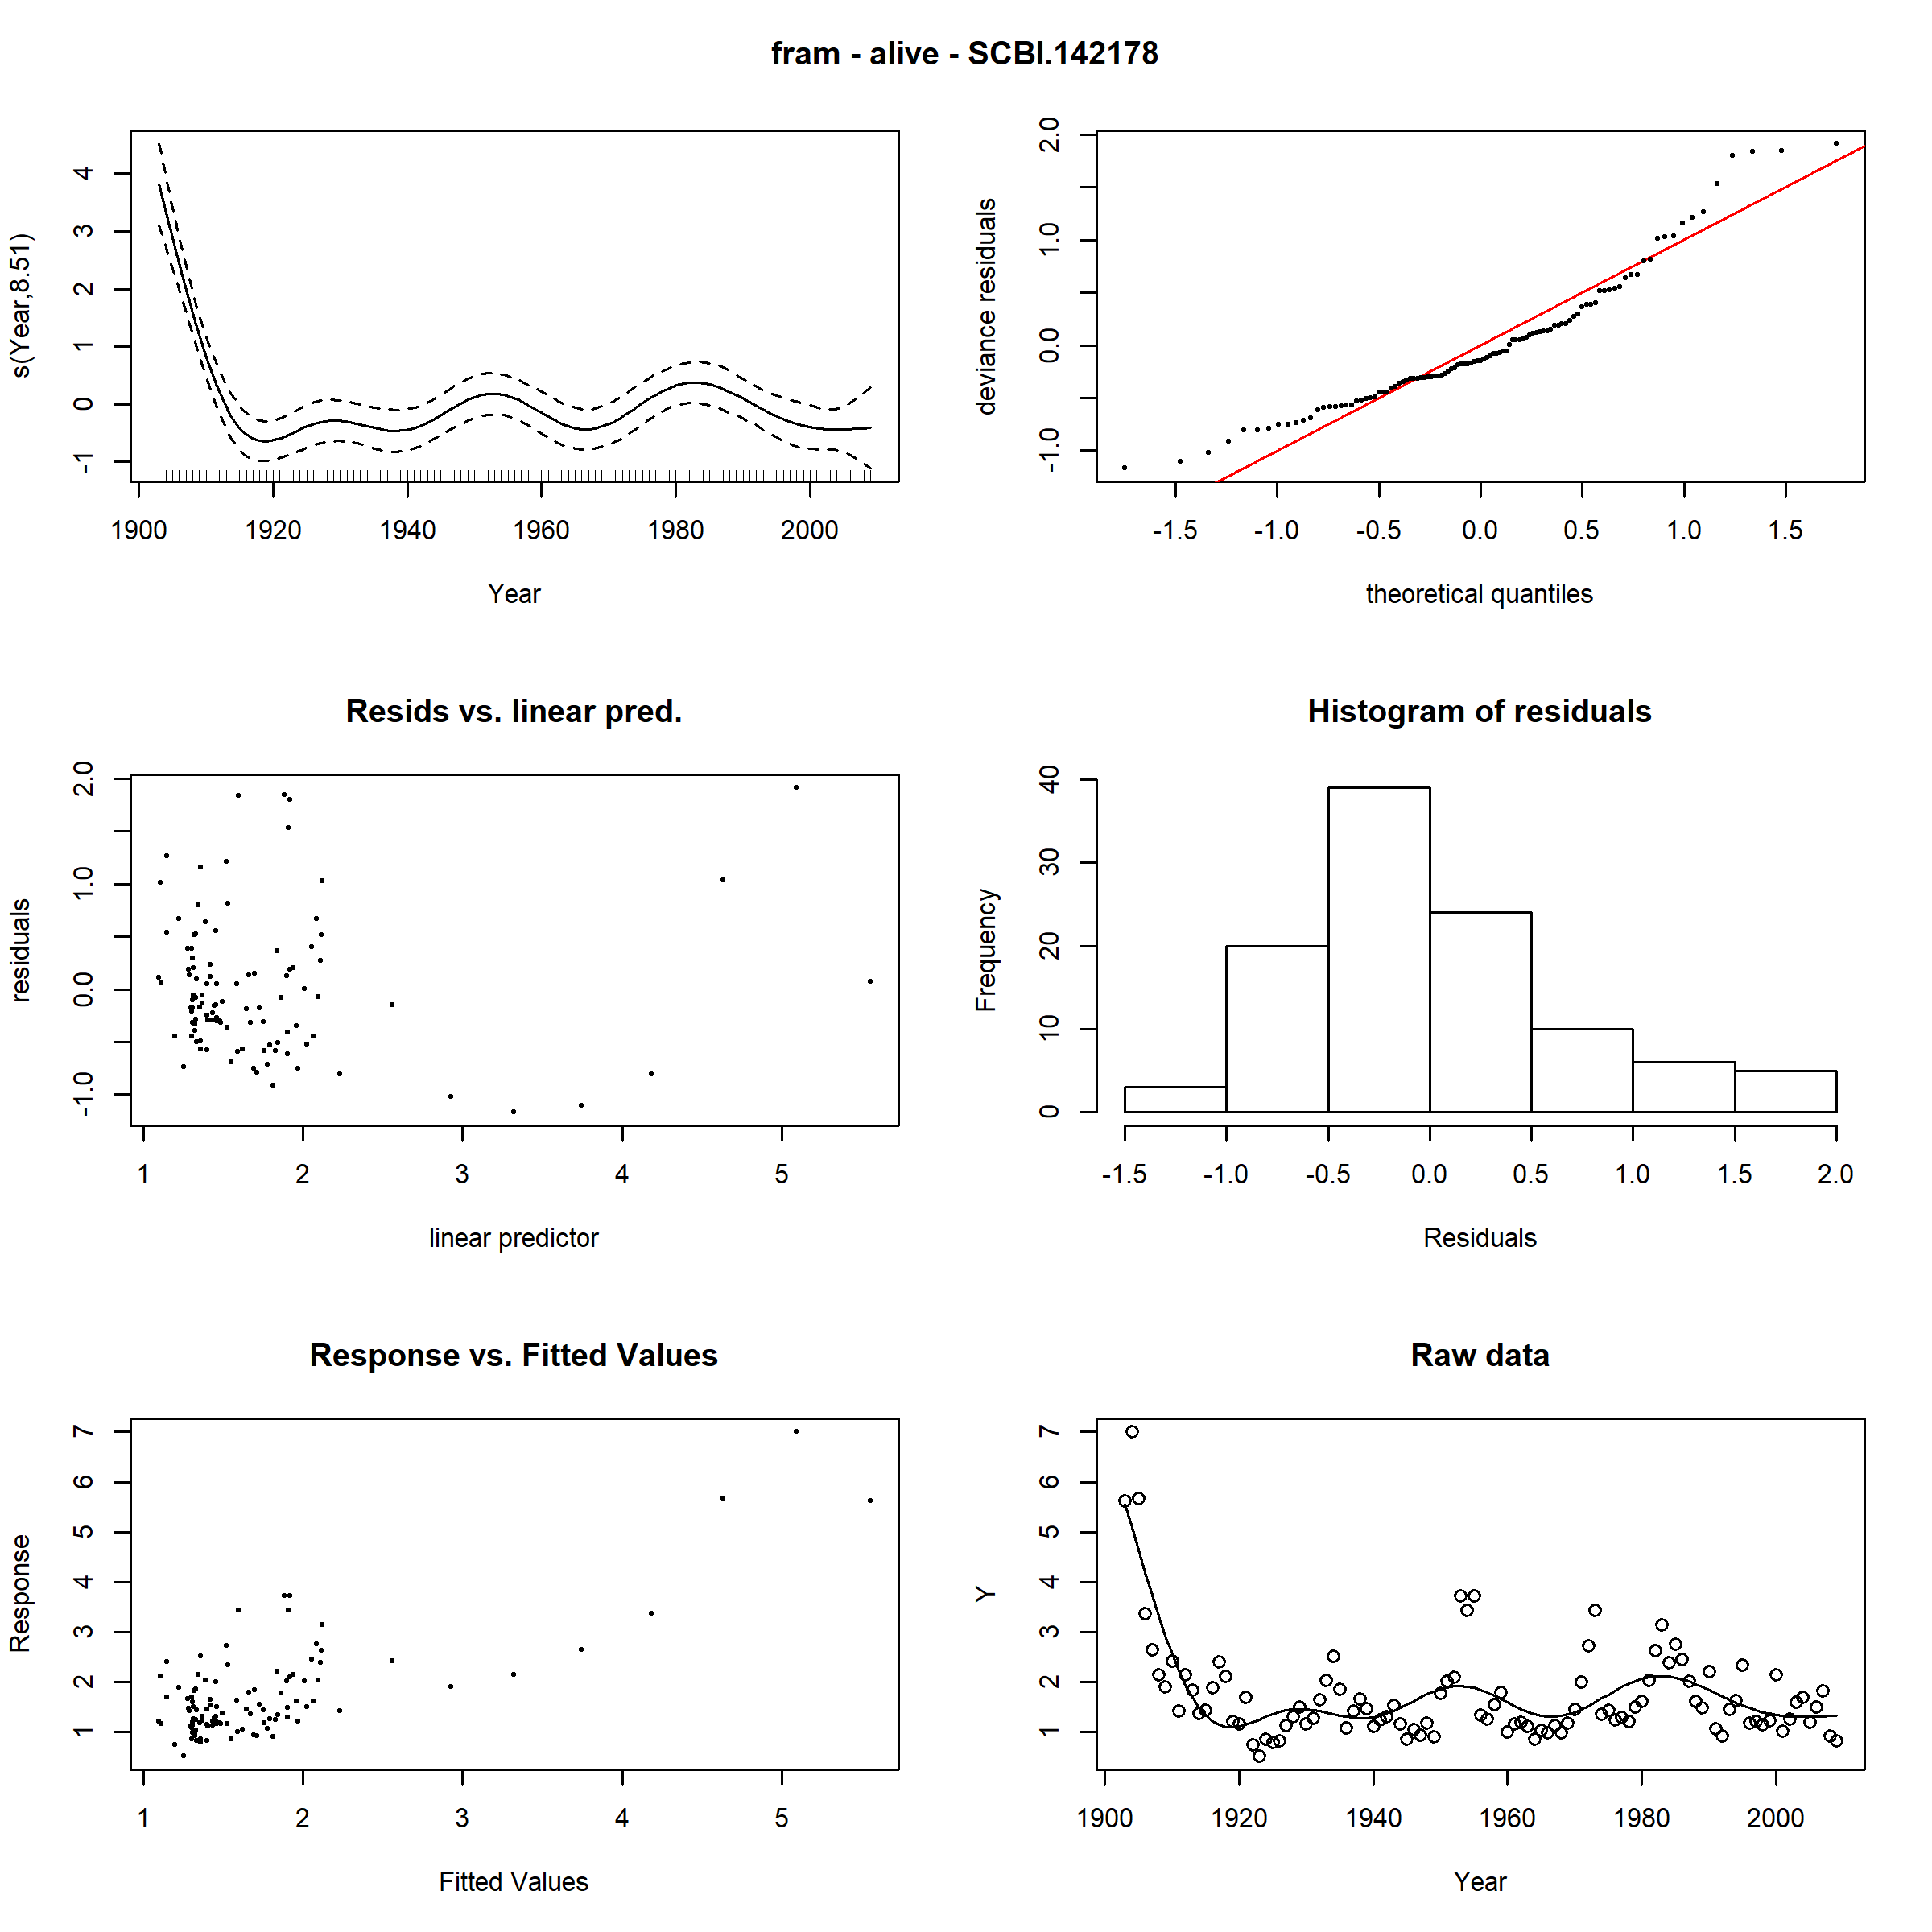 fram - alive - SCBI.142178
s(Year,8.51)
4
3
2
1
0
-1
1900 1920 1940 1960 1980 2000
Year
deviance residuals
2.0
1.0
0.0
-1.0
-1.5 -1.0 -0.5 0.0 0.5 1.0 1.5
theoretical quantiles
Resids vs. linear pred.
residuals
2.0
1.0
0.0
-1.0
1 2 3 4 5
linear predictor
Histogram of residuals
Frequency
40
30
20
10
0
-1.5 -1.0 -0.5 0.0 0.5 1.0 1.5 2.0
Residuals
Response vs. Fitted Values
Response
7
6
5
4
3
2
1
1 2 3 4 5
Fitted Values
Raw data
Y
7
6
5
4
3
2
1
1900 1920 1940 1960 1980 2000
Year